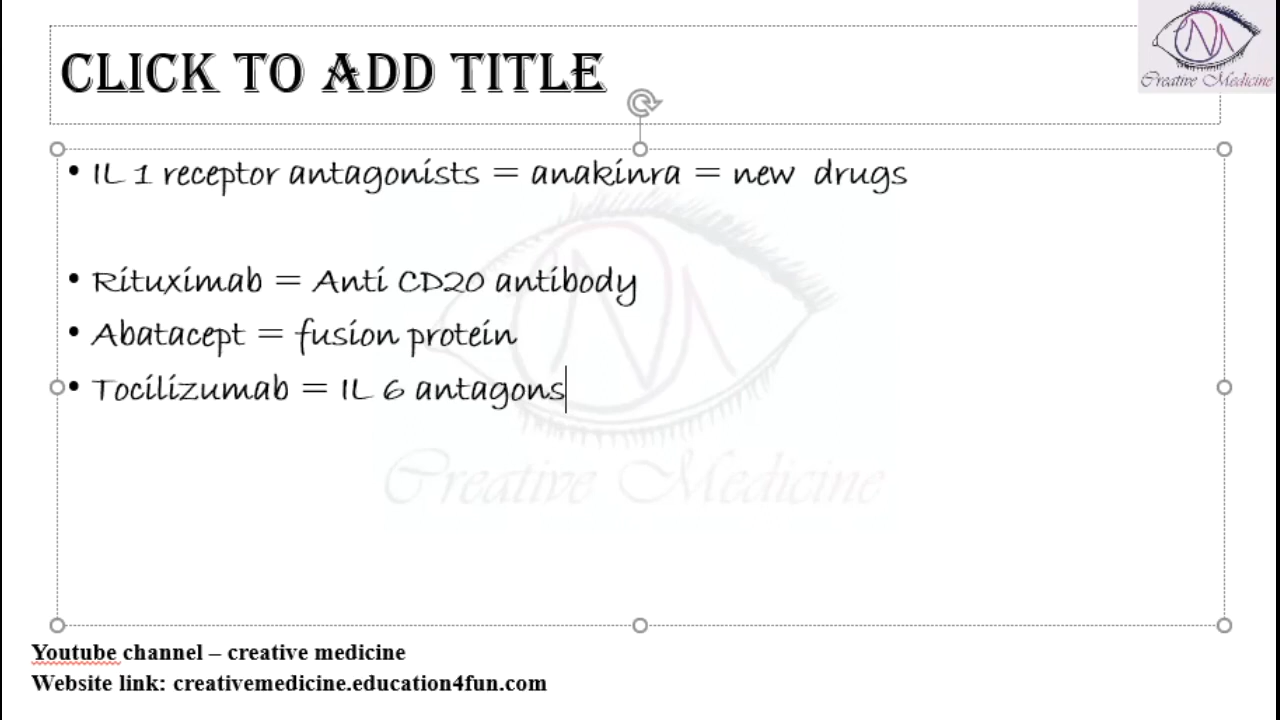 CLICK TO ADD TITLE
Creative Medicine
• IL 1 receptor antagonists = anakinra = new drugs
• Rituximab = Anti CD20 antibody
• Abatacept = fusion protein
• Tocilizumab = IL 6 antagons
Creative Medicine
Youtube channel – creative medicine
Website link: creativemedicine.education4fun.com